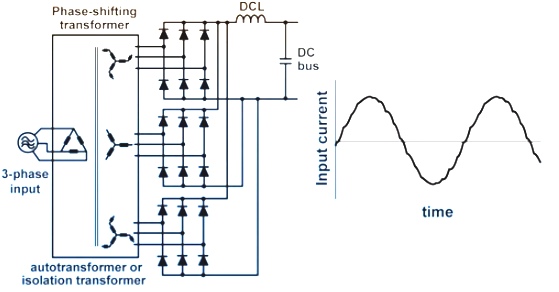 Phase-shifting
transformer
DCL
DC
bus
3-phase
input
autotransformer or
isolation transformer
Input current
time